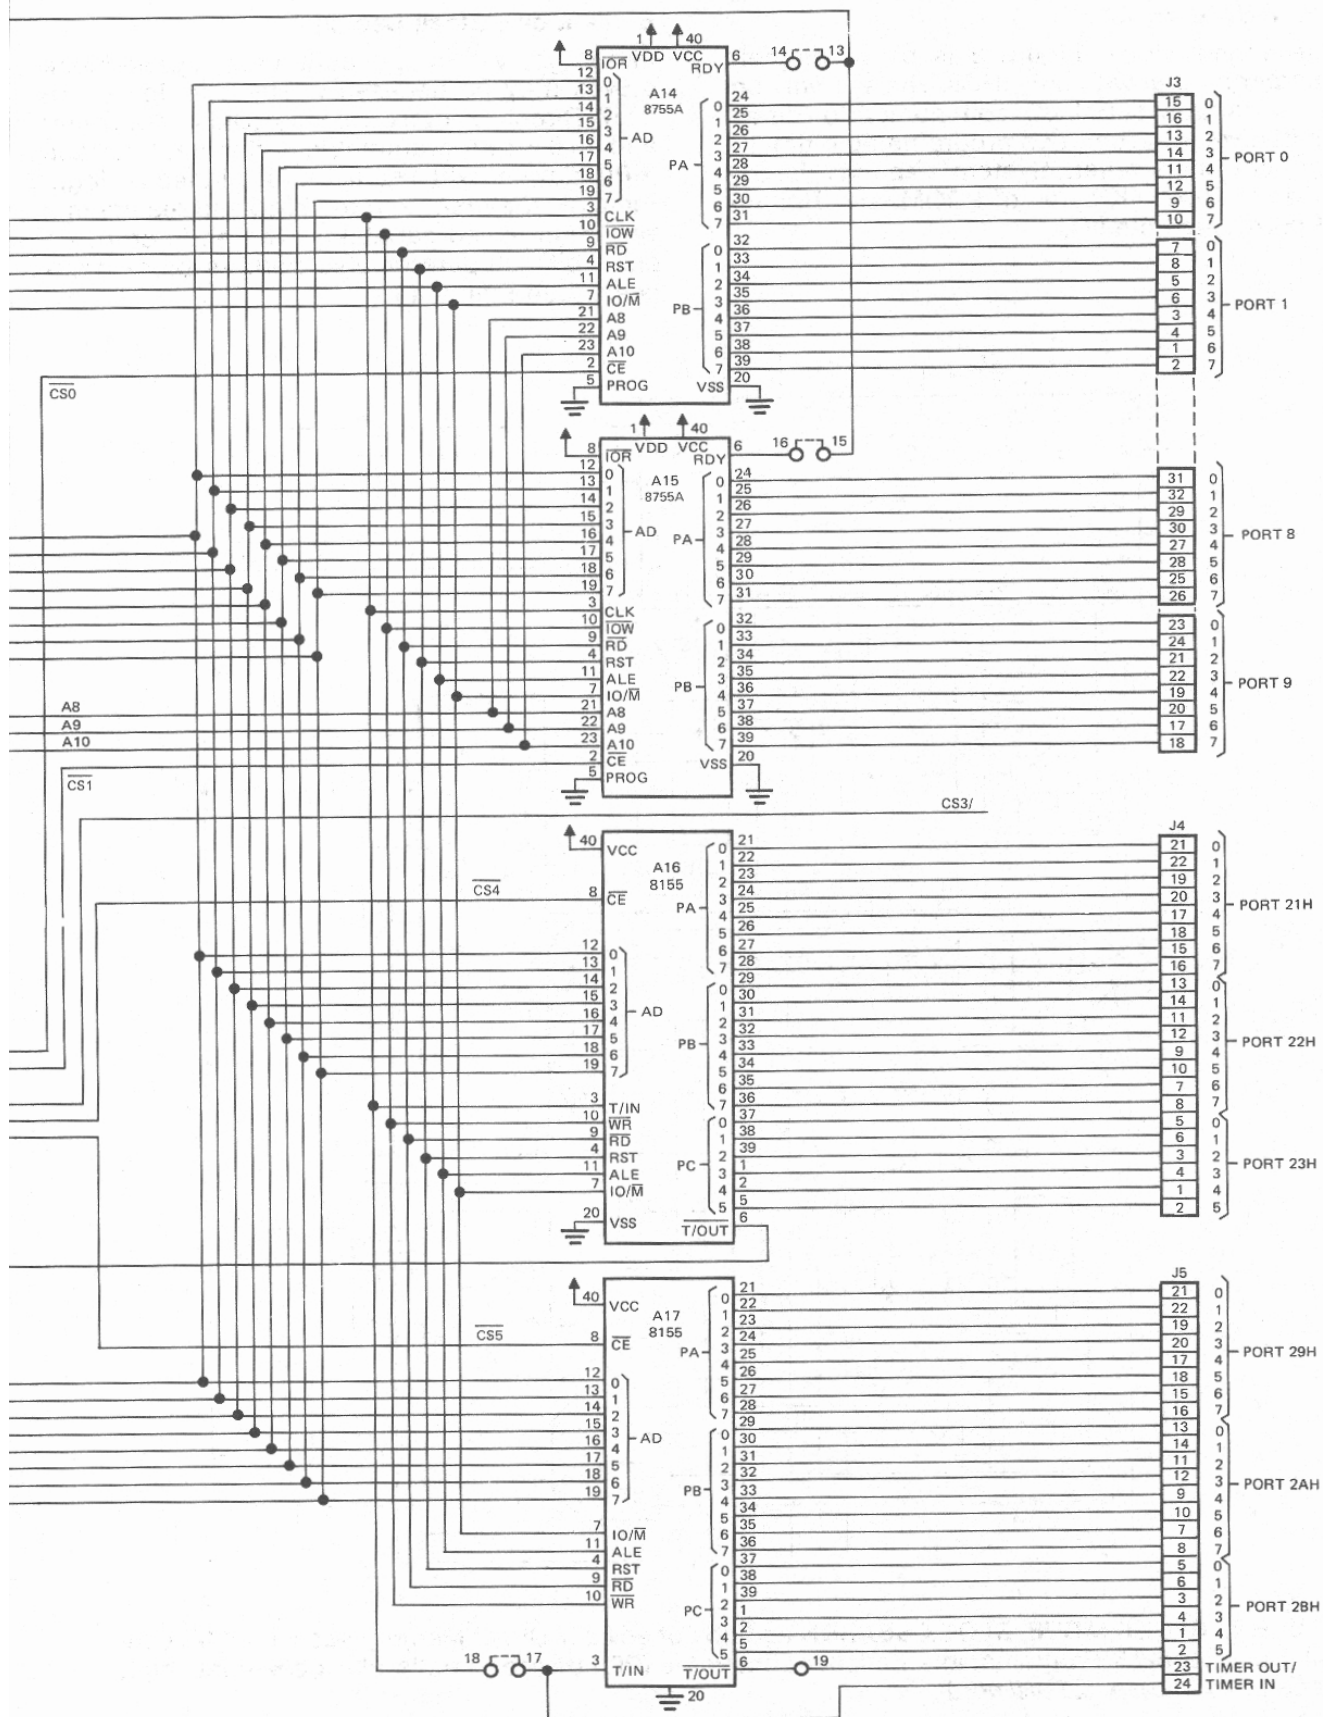 1 40
8 VDD VCC 6 14 13
IOR RDY
J3
12 0 A14 0 24 15 0
13 1 8755A 1 25 16 1
14 2 2 26 13 2
15 3 AD 3 27 14 3 PORT 0
16 4 PA 4 28 11 4
17 5 5 29 12 5
18 6 6 30 9 6
19 7 7 31 10 7
3 CLK
10 IOW
9 RD 0 32 7 0
4 RST 1 33 8 1
11 ALE 2 34 5 2
7 IO/M PB 3 35 6 3 PORT 1
21 A8 4 36 3 4
22 A9 5 37 4 5
23 A10 6 38 1 6
2 CE 7 39 2 7
CS0
5 PROG VSS 20
1 40
8 VDD VCC 6 16 15
IOR RDY
12 0 A15 0 24 31 0
13 1 8755A 1 25 32 1
14 2 2 26 29 2
15 3 AD PA 3 27 30 3 PORT 8
16 4 4 28 27 4
17 5 5 29 28 5
18 6 6 30 25 6
19 7 7 31 26 7
3 CLK
10 IOW 0 32 23 0
9 RD 1 33 24 1
4 RST 2 34 21 2
11 ALE PB 3 35 22 3 PORT 9
7 IO/M 4 36 19 4
A8 21 A8 5 37 20 5
A9 22 A9 6 38 17 6
A10 23 A10 7 39 18 7
2 CE VSS 20
CS1
5 PROG
CS3/
J4
40 VCC A16 0 21 21 0
8155 1 22 22 1
2 23 19 2
CS4 8 CE 3 24 20 3
PA 4 25 17 4 PORT 21H
5 26 18 5
6 27 15 6
12 0 7 28 16 7
13 1 0 29 13 0
14 2 1 30 14 1
15 3 2 31 11 2
16 4 AD PB 3 32 12 3 PORT 22H
17 5 4 33 9 4
18 6 5 34 10 5
19 7 6 35 7 6
3 T/IN 7 36 8 7
10 WR 0 37 5 0
9 RD 1 38 6 1
4 RST 2 39 3 2
11 ALE PC 3 1 4 3 PORT 23H
7 IO/M 4 2 1 4
5 5 2 5
20 VSS T/OUT 6
J5
40 VCC A17 0 21 21 0
8155 1 22 22 1
2 23 19 2
CS5 8 CE 3 24 20 3
PA 4 25 17 4 PORT 29H
12 0 5 26 18 5
13 1 6 27 15 6
14 2 7 28 16 7
15 3 0 29 13 0
16 4 AD 1 30 14 1
17 5 2 31 11 2
18 6 PB 3 32 12 3 PORT 2AH
19 7 4 33 9 4
5 34 10 5
7 IO/M 6 35 7 6
11 ALE 7 36 8 7
4 RST 0 37 5 0
9 RD 1 38 6 1
10 WR 2 39 3 2
PC 3 1 4 3 PORT 2BH
4 2 1 4
5 5 2 5
18 17 3 T/IN T/OUT 6 19 23 TIMER OUT/
20 24 TIMER IN